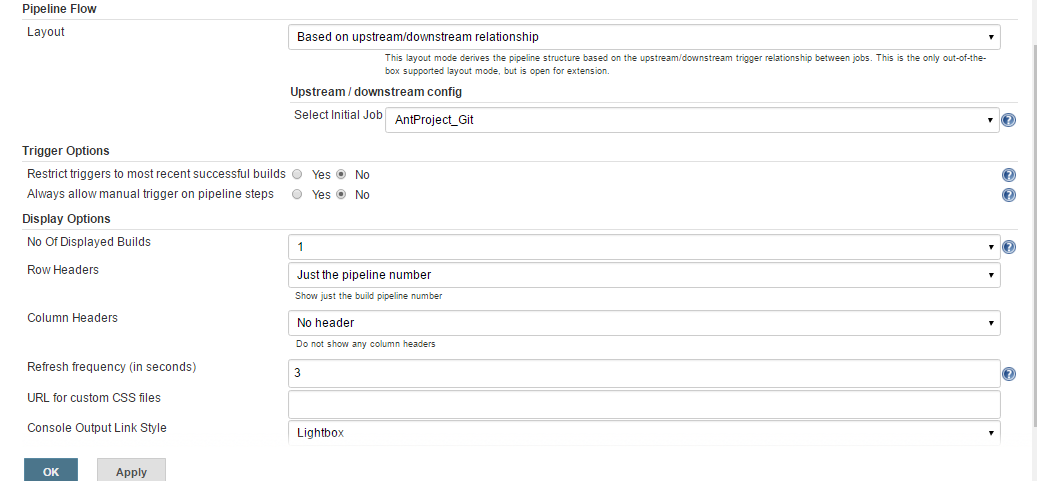 Pipeline Flow
Layout
Based on upstream/downstream relationship
This layout mode derives the pipeline structure based on the upstream/downstream trigger relationship between jobs. This is the only out-of-the-
box supported layout mode, but is open for extension.
Upstream / downstream config
Select Initial Job
AntProject_Git
Trigger Options
Restrict triggers to most recent successful builds Yes No
Always allow manual trigger on pipeline steps Yes No
Display Options
No Of Displayed Builds
1
Row Headers
Just the pipeline number
Show just the build pipeline number
Column Headers
No header
Do not show any column headers
Refresh frequency (in seconds)
3
URL for custom CSS files
Console Output Link Style
Lightbox
OK Apply